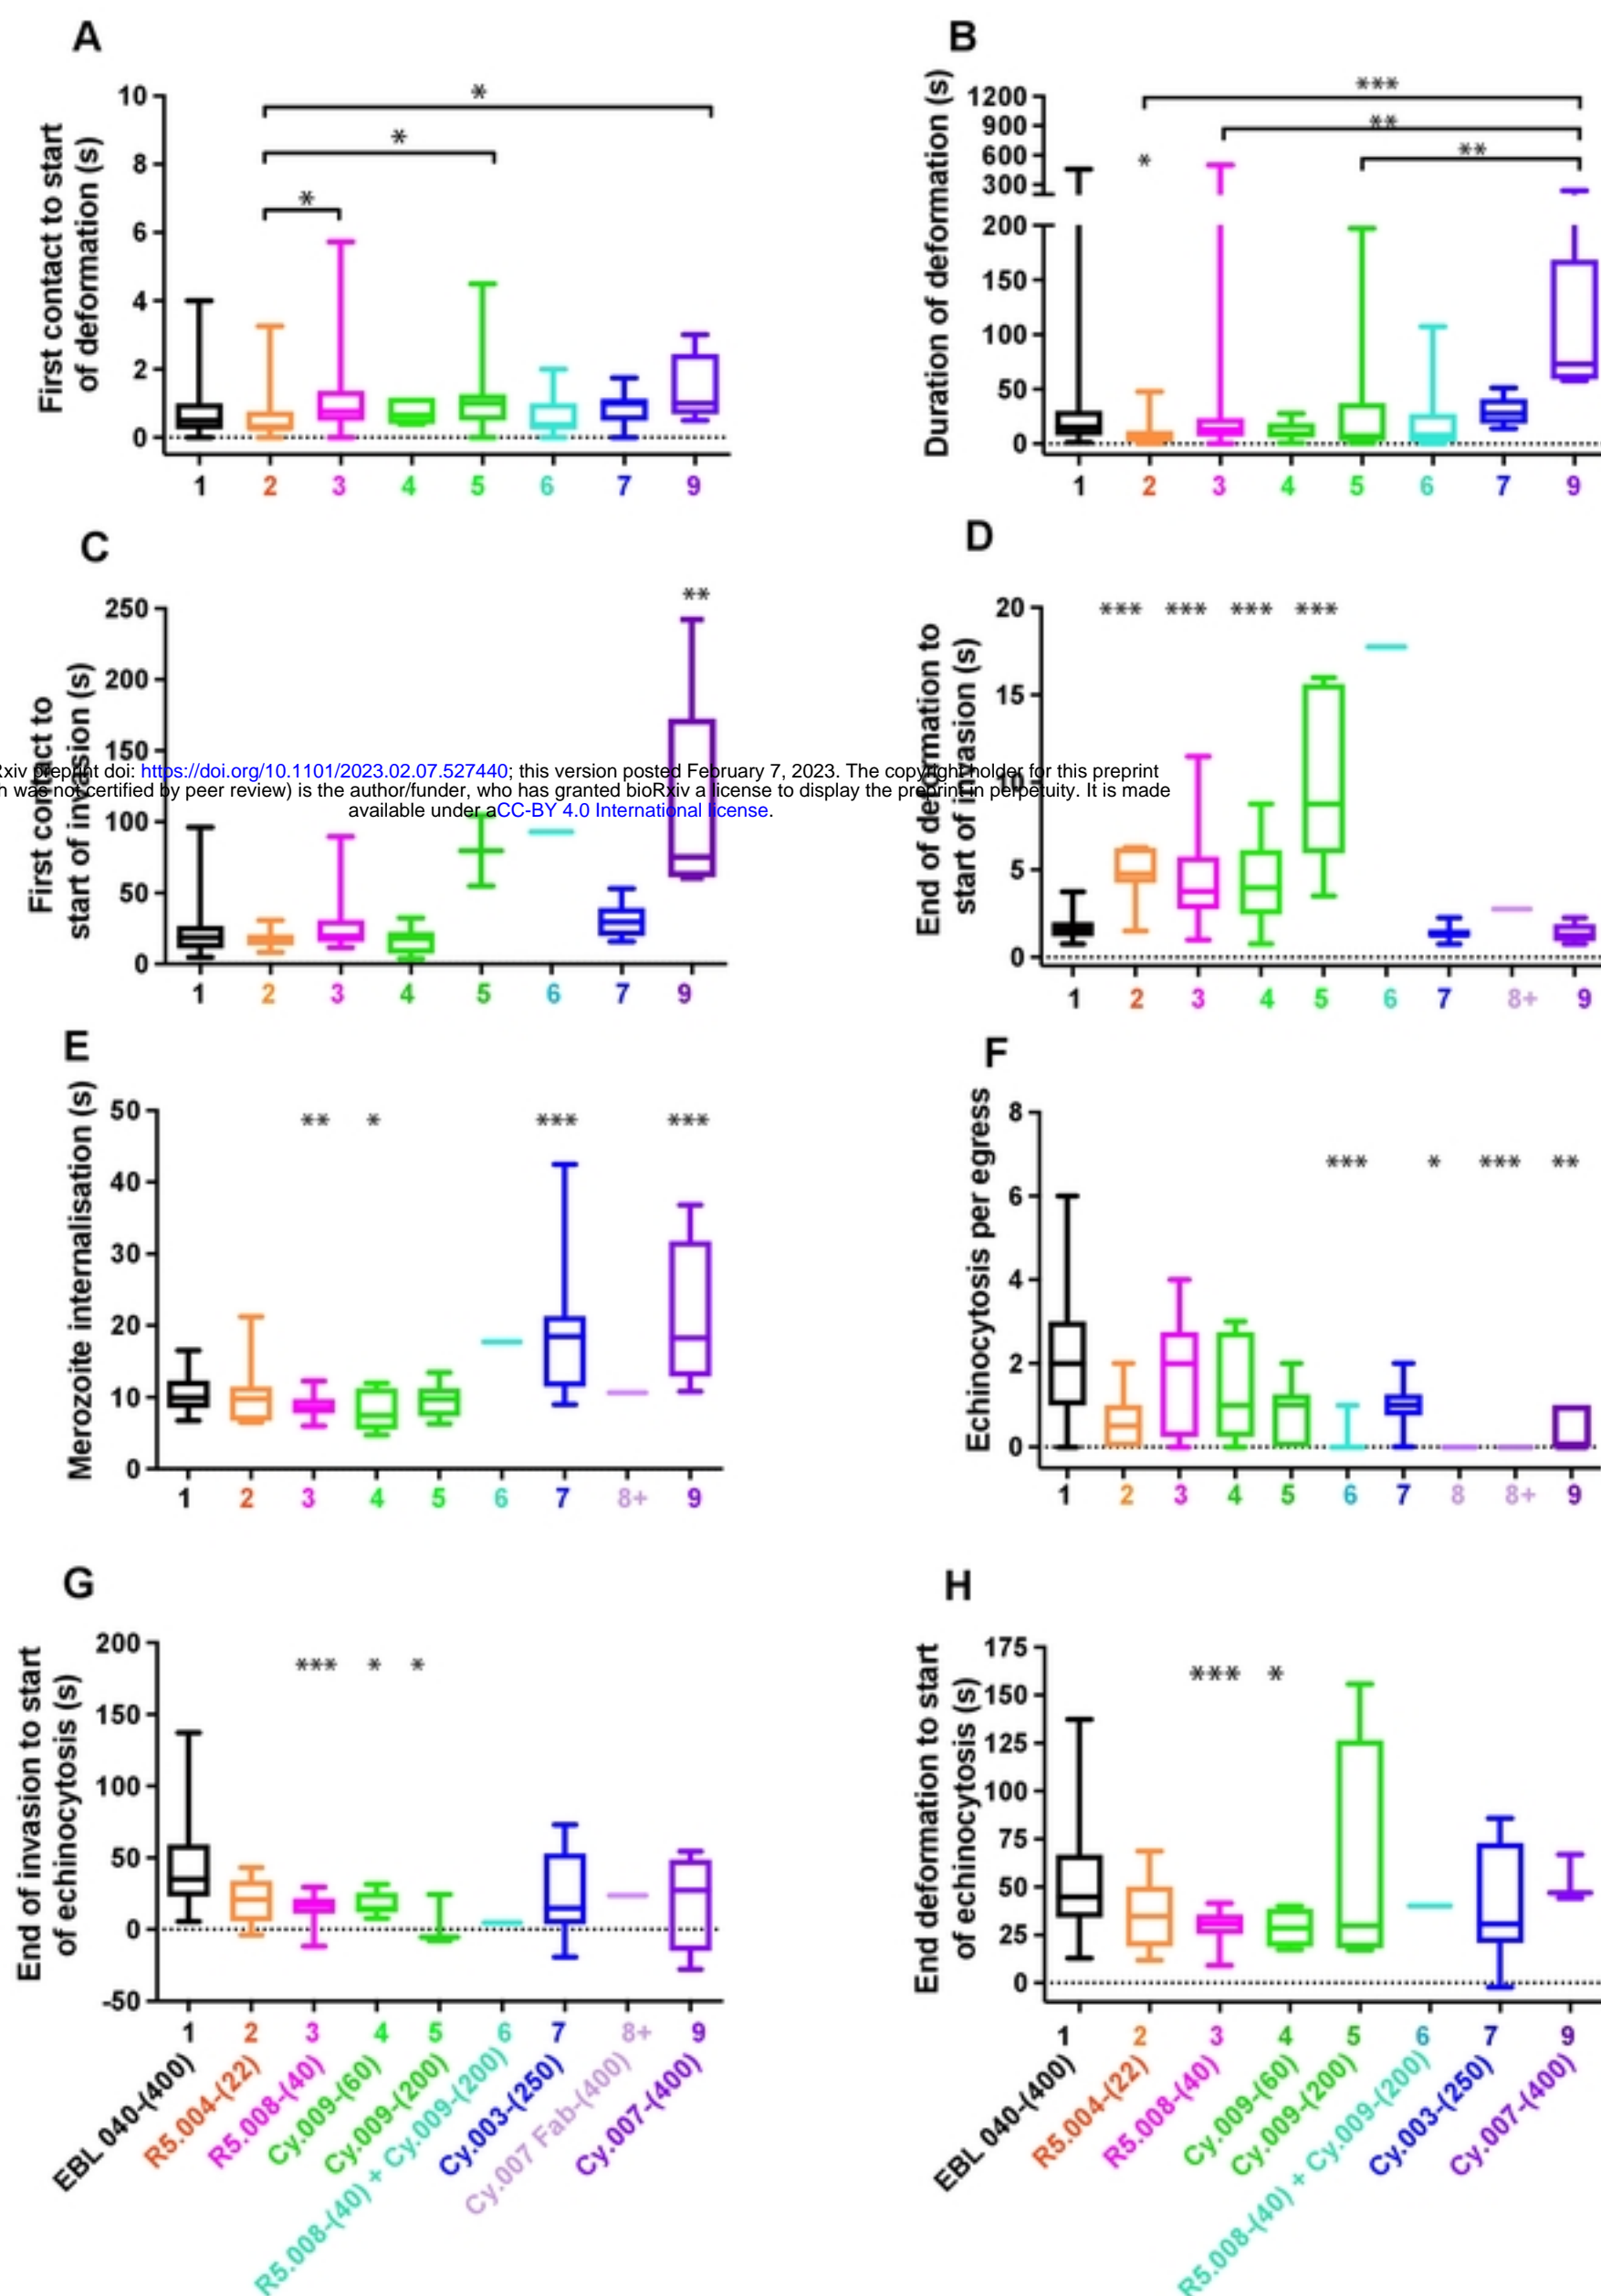 A
First contact to start
of deformation (s)
10
8
6
4
2
0
*
*
*
1 2 3 4 5 6 7 9
B
Duration of deformation (s)
1200
900
600
300
200
150
100
50
0
***
**
**
*
1 2 3 4 5 6 7 9
C
First contact to
start of invasion (s)
250
200
150
100
50
0
**
1 2 3 4 5 6 7 9
D
End of deformation to
start of invasion (s)
20
15
10
5
0
*** *** *** ***
1 2 3 4 5 6 7 8+ 9
preprint doi: https://doi.org/10.1101/2023.02.07.527440; this version posted February 7, 2023. The copyright holder for this preprint
was not certified by peer review) is the author/funder, who has granted bioRxiv a license to display the preprint in perpetuity. It is made
available under aCC-BY 4.0 International license.
E
Merozoite internalisation (s)
50
40
30
20
10
0
** * *** ***
1 2 3 4 5 6 7 8+ 9
F
Echinocytosis per egress
8
6
4
2
0
*** * *** **
1 2 3 4 5 6 7 8 8+ 9
G
End of invasion to start
of echinocytosis (s)
200
150
100
50
0
-50
*** * *
1 2 3 4 5 6 7 8+ 9
EBL 040-(400)
R5.004-(22)
R5.008-(40)
Cy.009-(60)
Cy.009-(200)
R5.008-(40) + Cy.009-(200)
Cy.003-(250)
Cy.007 Fab-(400)
Cy.007-(400)
H
End deformation to start
of echinocytosis (s)
175
150
125
100
75
50
25
0
*** *
1 2 3 4 5 6 7 9
EBL 040-(400)
R5.004-(22)
R5.008-(40)
Cy.009-(60)
Cy.009-(200)
R5.008-(40) + Cy.009-(200)
Cy.003-(250)
Cy.007-(400)